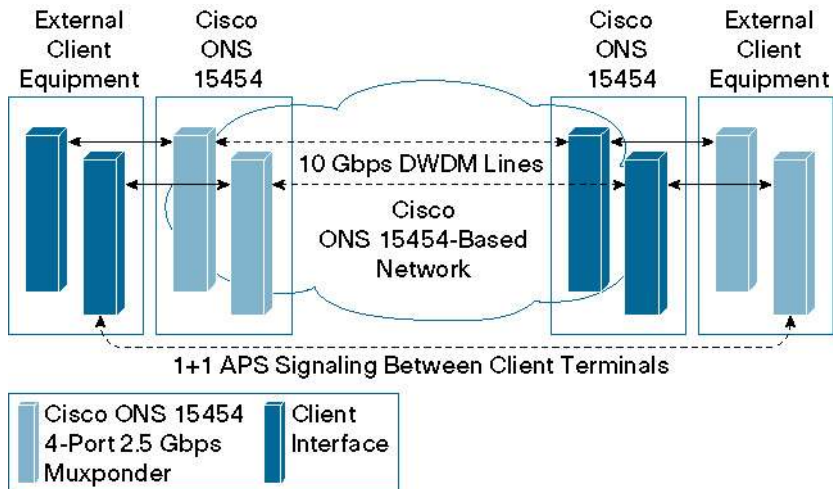 External
Client
Equipment
Cisco
ONS
15454
Cisco
ONS
15454
External
Client
Equipment
10 Gbps DWDM Lines
Cisco
ONS 15454-Based
Network
1+1 APS Signaling Between Client Terminals
Cisco ONS 15454
4-Port 2.5 Gbps
Muxponder
Client
Interface